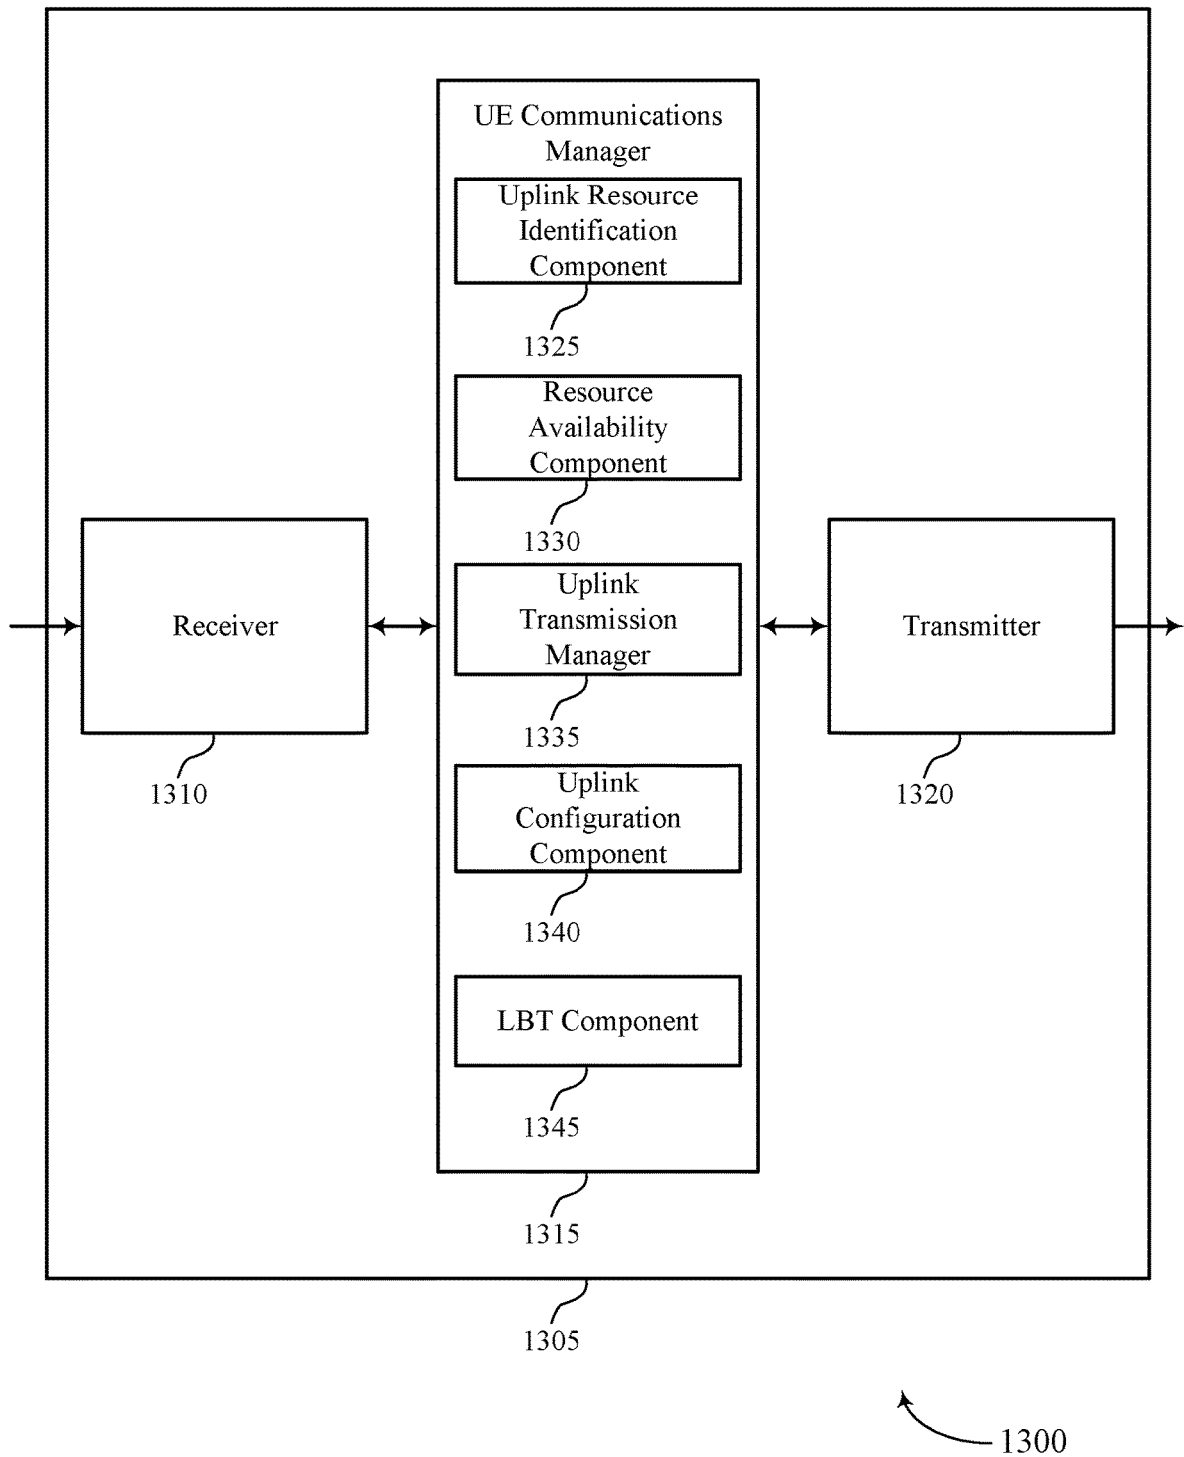 UE Communications
Manager
Uplink Resource
Identification
Component
1325
Resource
Availability
Component
1330
Uplink
Transmission
Manager
1335
Uplink
Configuration
Component
1340
LBT Component
1345
1315
Receiver
1310
Transmitter
1320
1305
1300